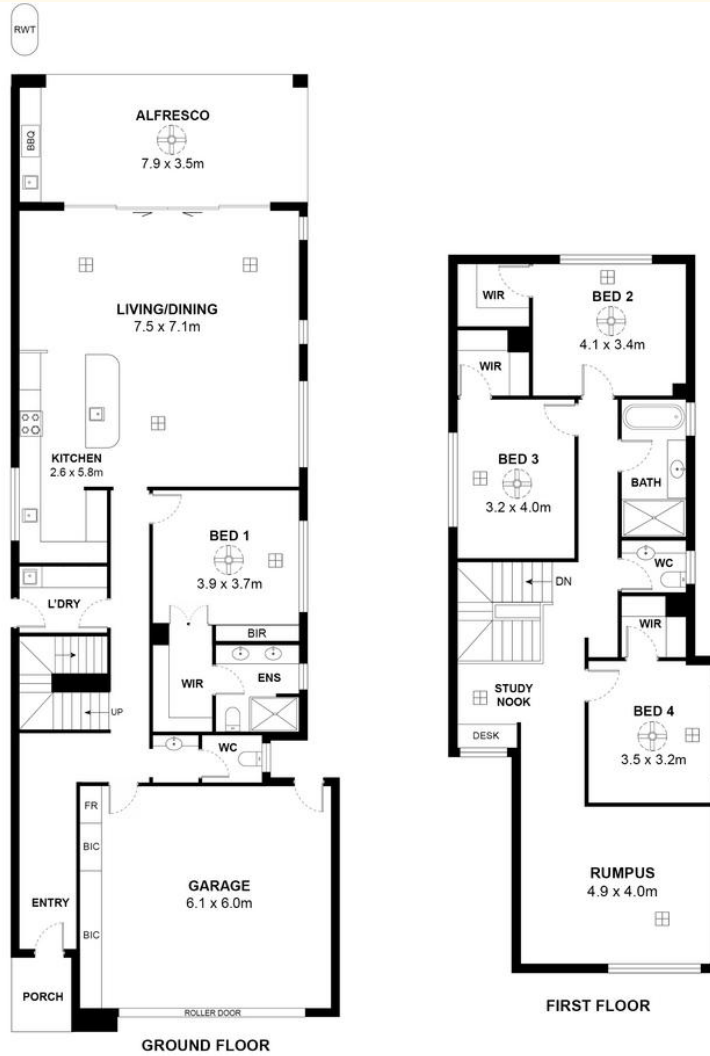 RWT
ALFRESCO
7.9 x 3.5m
BBQ
LIVING/DINING
7.5 x 7.1m
KITCHEN
2.6 x 5.8m
BED 1
3.9 x 3.7m
BIR
L'DRY
WIR
ENS
UP
WC
FR
BIC
BIC
GARAGE
6.1 x 6.0m
ENTRY
PORCH
ROLLER DOOR
GROUND FLOOR
WIR
BED 2
4.1 x 3.4m
WIR
BED 3
3.2 x 4.0m
BATH
DN
WC
WIR
STUDY
NOOK
DESK
BED 4
3.5 x 3.2m
RUMPUS
4.9 x 4.0m
FIRST FLOOR